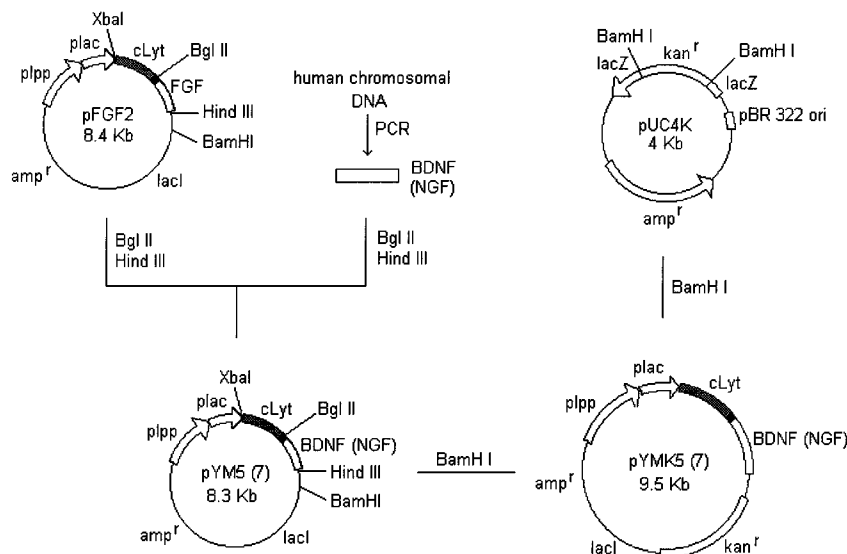 XbaI
plac
cLyt
Bgl II
plpp
FGF
Hind III
pFGF2
8.4 Kb
BamHI
amp r
lacI
human chromosomal
DNA
PCR
BDNF
(NGF)
BamH I
kan r
lacZ
BamH I
lacZ
pBR 322 ori
pUC4K
4 Kb
amp r
Bgl II
Hind III
Bgl II
Hind III
BamH I
XbaI
plac
cLyt
Bgl II
plpp
BDNF (NGF)
Hind III
pYM5 (7)
8.3 Kb
BamHI
amp r
lacI
BamH I
plac
cLyt
plpp
BDNF (NGF)
pYMK5 (7)
9.5 Kb
amp r
lacI
kan r